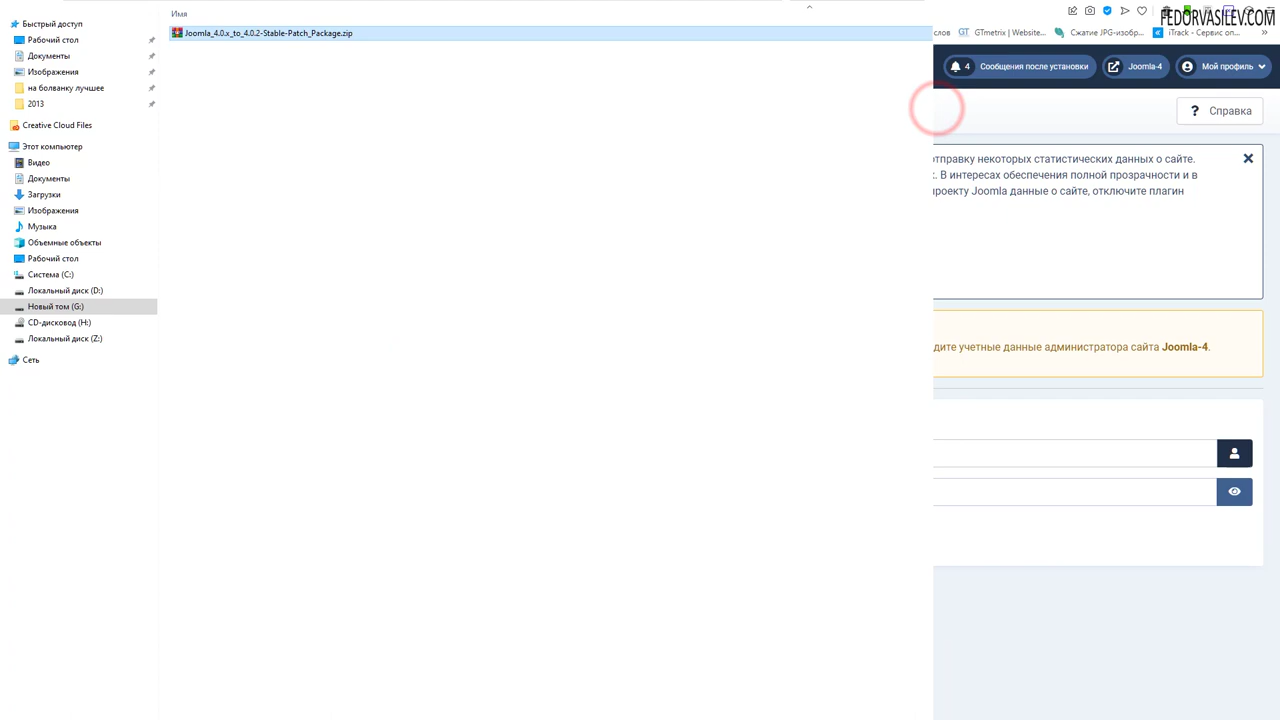 Имя
Joomla_4.0.x_to_4.0.2-Stable-Patch_Package.zip
Быстрый доступ
Рабочий стол
Документы
Изображения
на болванку лучшее
2013
Creative Cloud Files
Этот компьютер
Видео
Документы
Загрузки
Изображения
Музыка
Объемные объекты
Рабочий стол
Система (C:)
Локальный диск (D:)
Новый том (G:)
CD-дисковод (H:)
Локальный диск (Z:)
Сеть
FEDORVASILEV.COM
слов GT GTmetrix | Website... Сжатие JPG-изобр... iTrack - Сервис оп... »
4 Сообщения после установки Joomla-4 Мой профиль
? Справка
отправку некоторых статистических данных о сайте.
к. В интересах обеспечения полной прозрачности и в
проекту Joomla данные о сайте, отключите плагин
дите учетные данные администратора сайта Joomla-4.